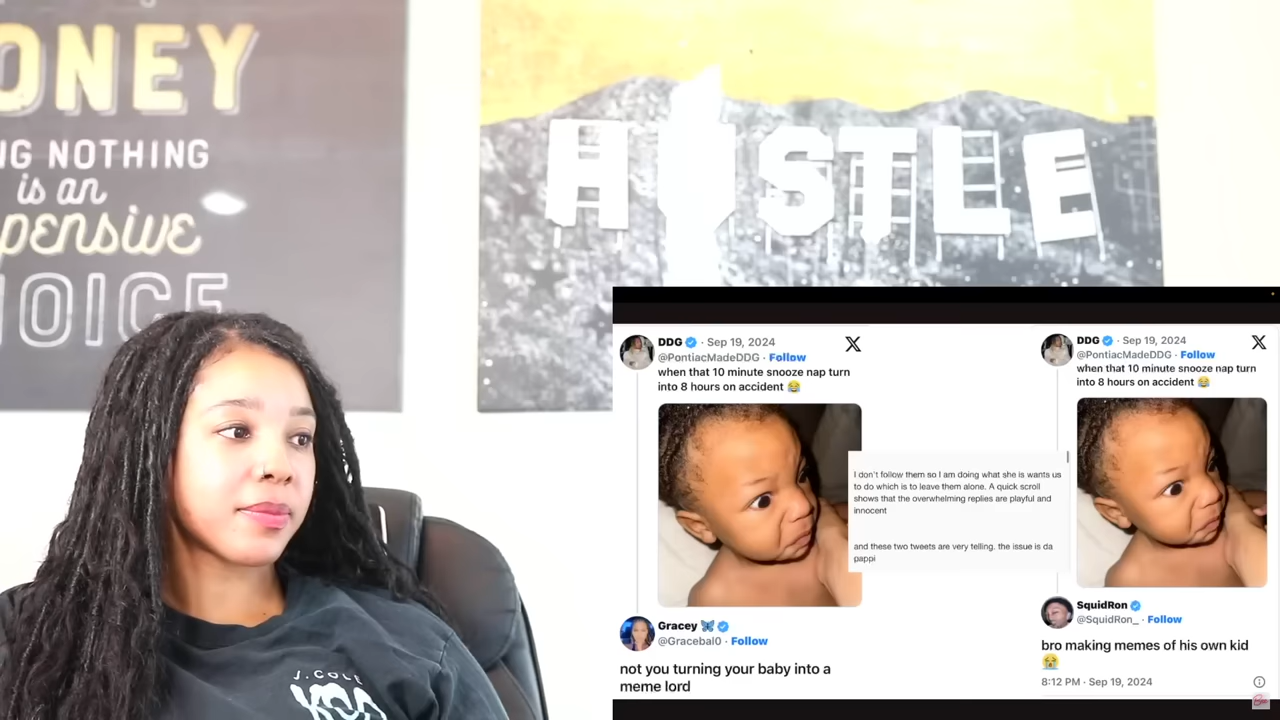 ONEY
NG NOTHING
is an
pensive
HOICE
HUSTLE
J. COLE
KOD
DDG · Sep 19, 2024
@PontiacMadeDDG · Follow
when that 10 minute snooze nap turn
into 8 hours on accident 😂
Gracey 🦋
@Gracebal0 · Follow
not you turning your baby into a
meme lord
I don't follow them so I am doing what she is wants us
to do which is to leave them alone. A quick scroll
shows that the overwhelming replies are playful and
innocent
and these two tweets are very telling. the issue is da
pappi
DDG · Sep 19, 2024
@PontiacMadeDDG · Follow
when that 10 minute snooze nap turn
into 8 hours on accident 😂
SquidRon
@SquidRon_ · Follow
bro making memes of his own kid
😭
8:12 PM · Sep 19, 2024